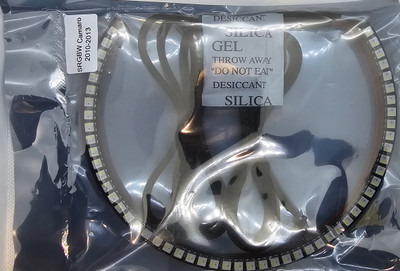 SRGBW Camaro
2010-2013
DESICCANT
SILICA
GEL
THROW AWAY
"DO NOT EAT"
DESICCANT
SILICA